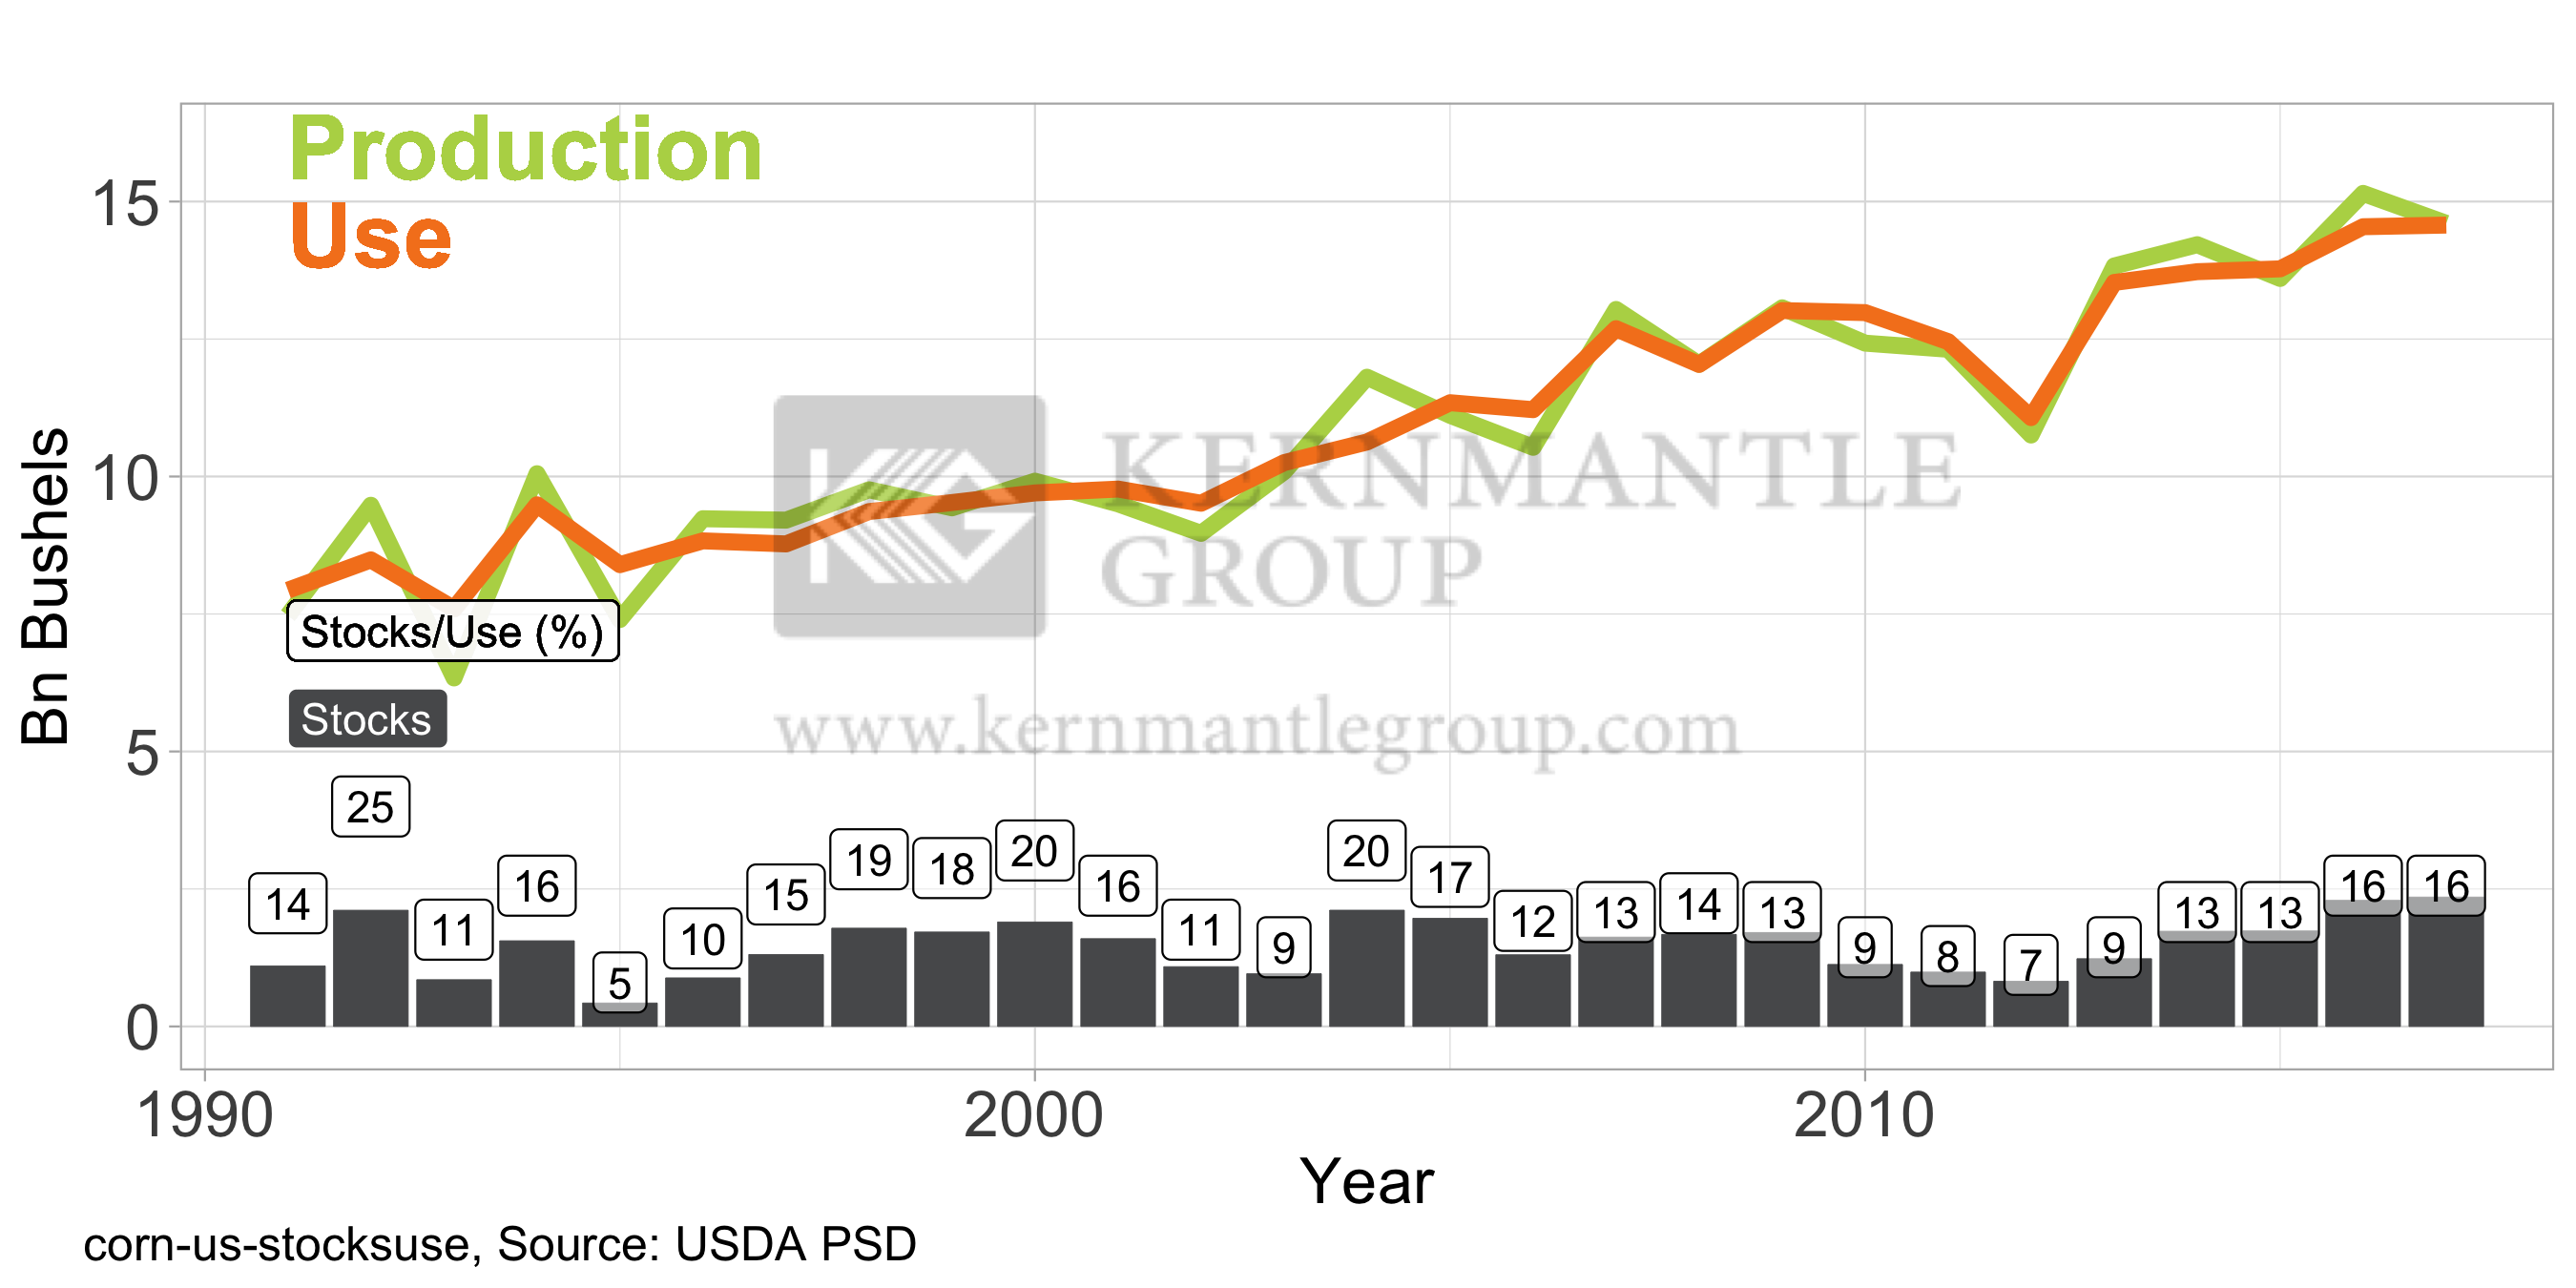 Production
Use
Stocks/Use (%)
Stocks
15
10
5
0
Bn Bushels
KERNMANTLE
GROUP
www.kernmantlegroup.com
14 25 11 16 5 10 15 19 18 20 16 11 9 20 17 12 13 14 13 9 8 7 9 13 13 16 16
1990 2000 2010
Year
corn-us-stocksuse, Source: USDA PSD